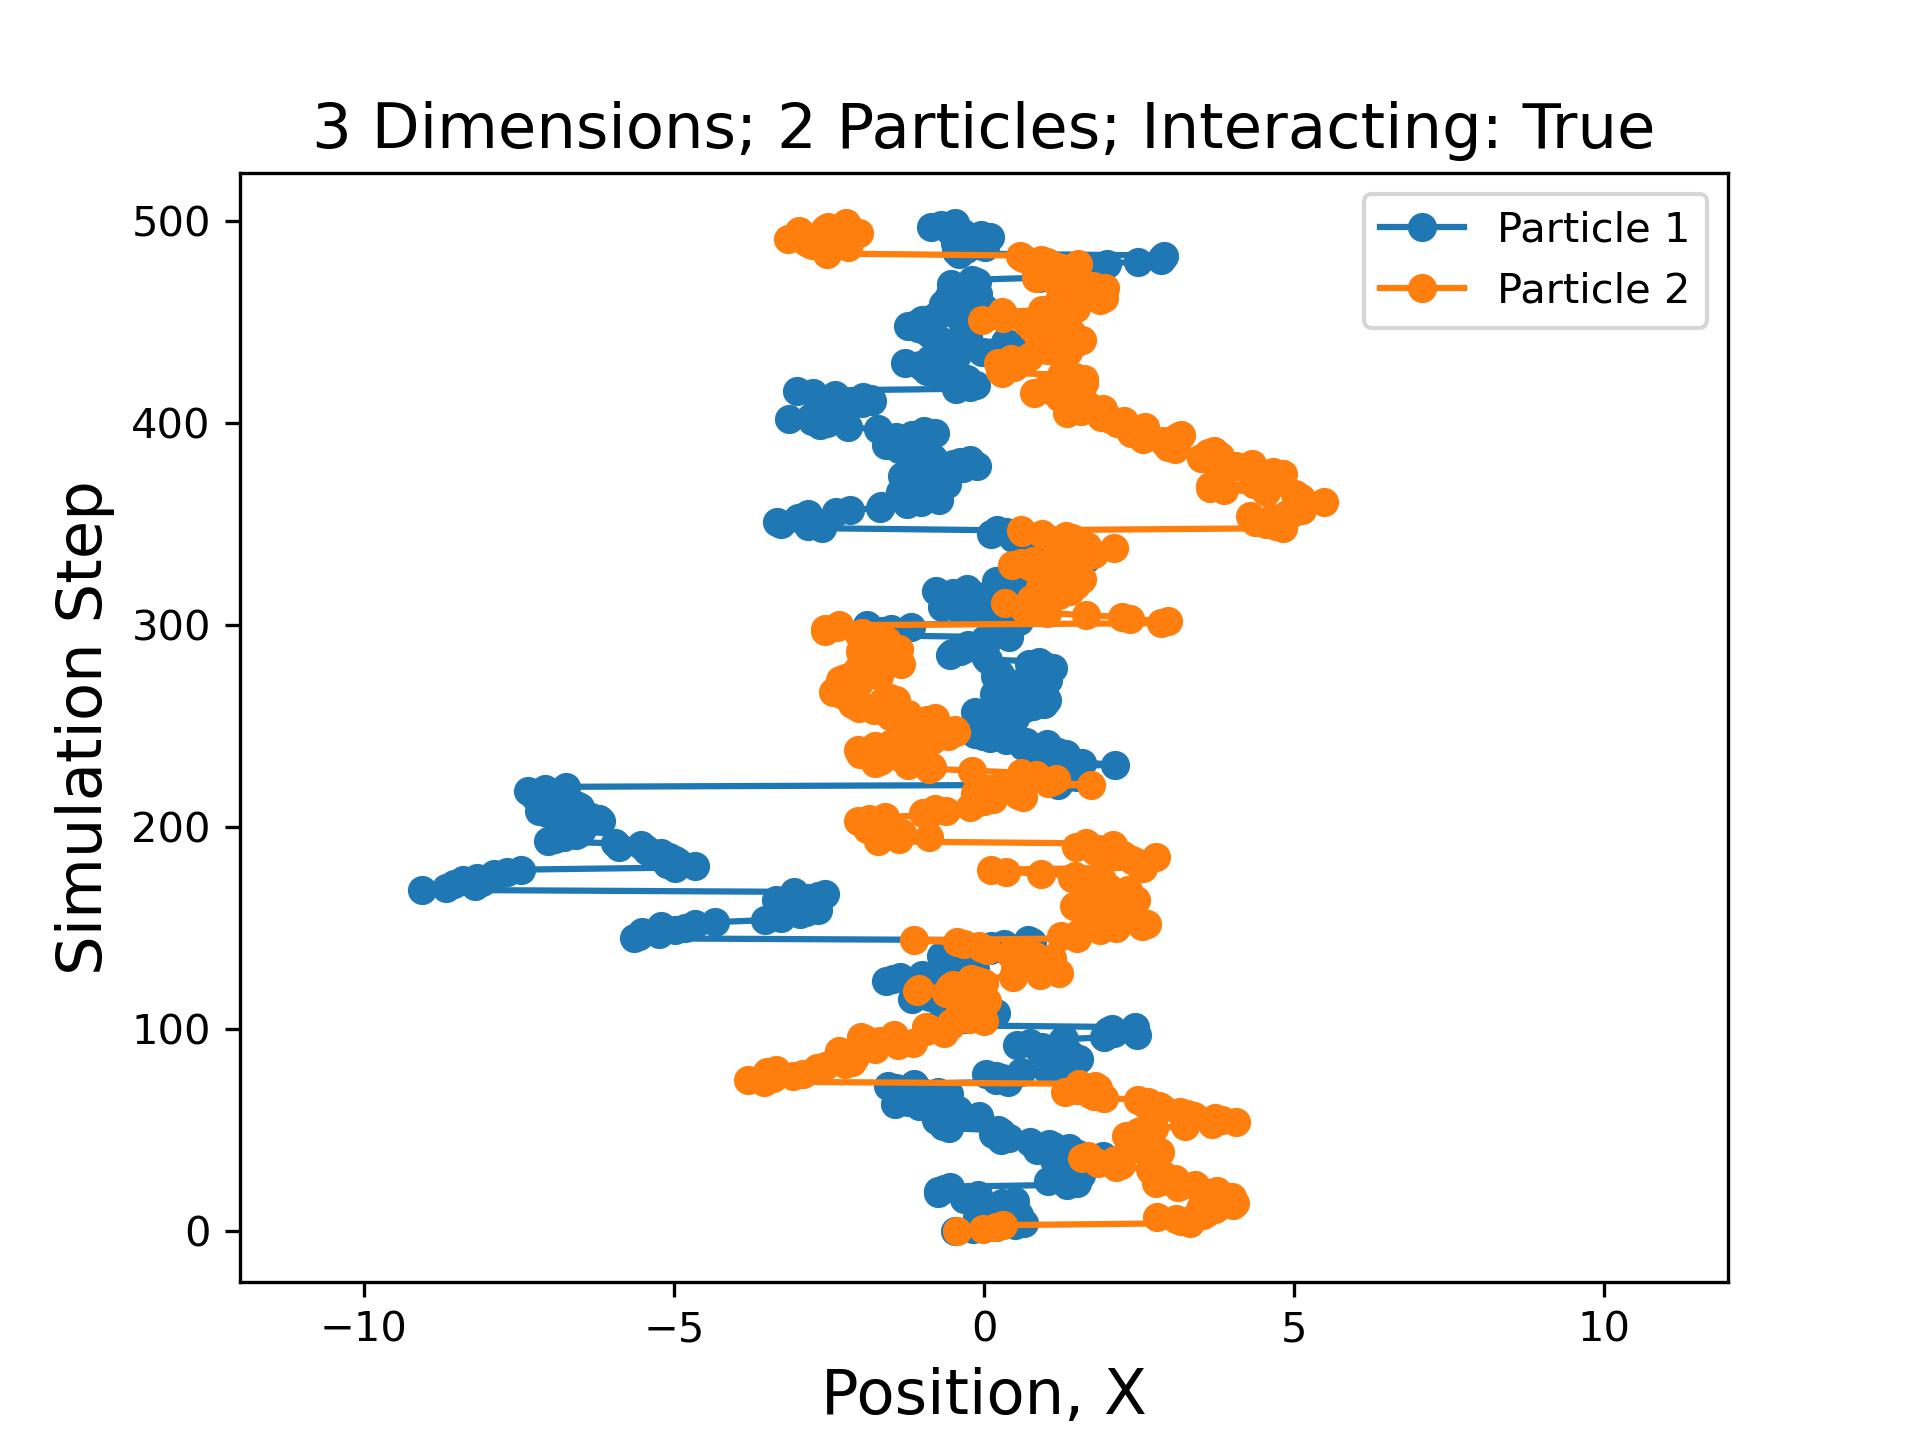 3 Dimensions; 2 Particles; Interacting: True
Particle 1
Particle 2
500
400
300
200
100
0
Simulation Step
−10
−5
0
5
10
Position, X